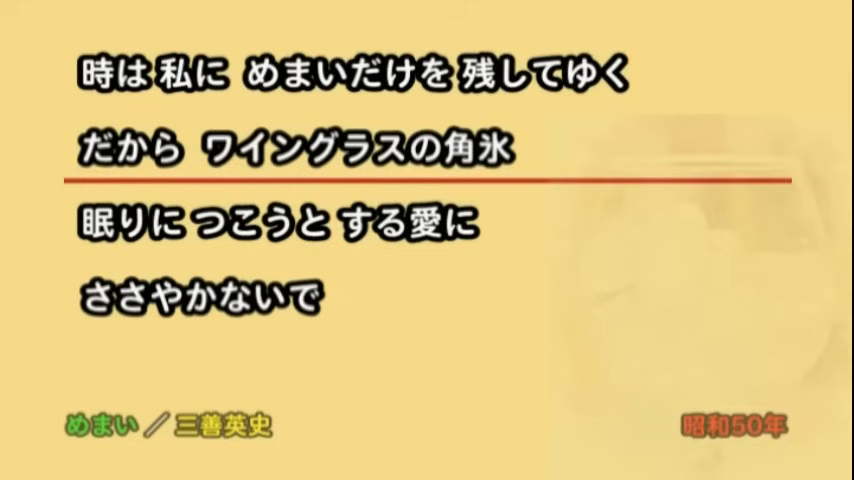 時は 私に めまいだけを 残してゆく
だから ワイングラスの角氷
眠りに つこうと する愛に
ささやかないで
めまい／三善英史
昭和50年